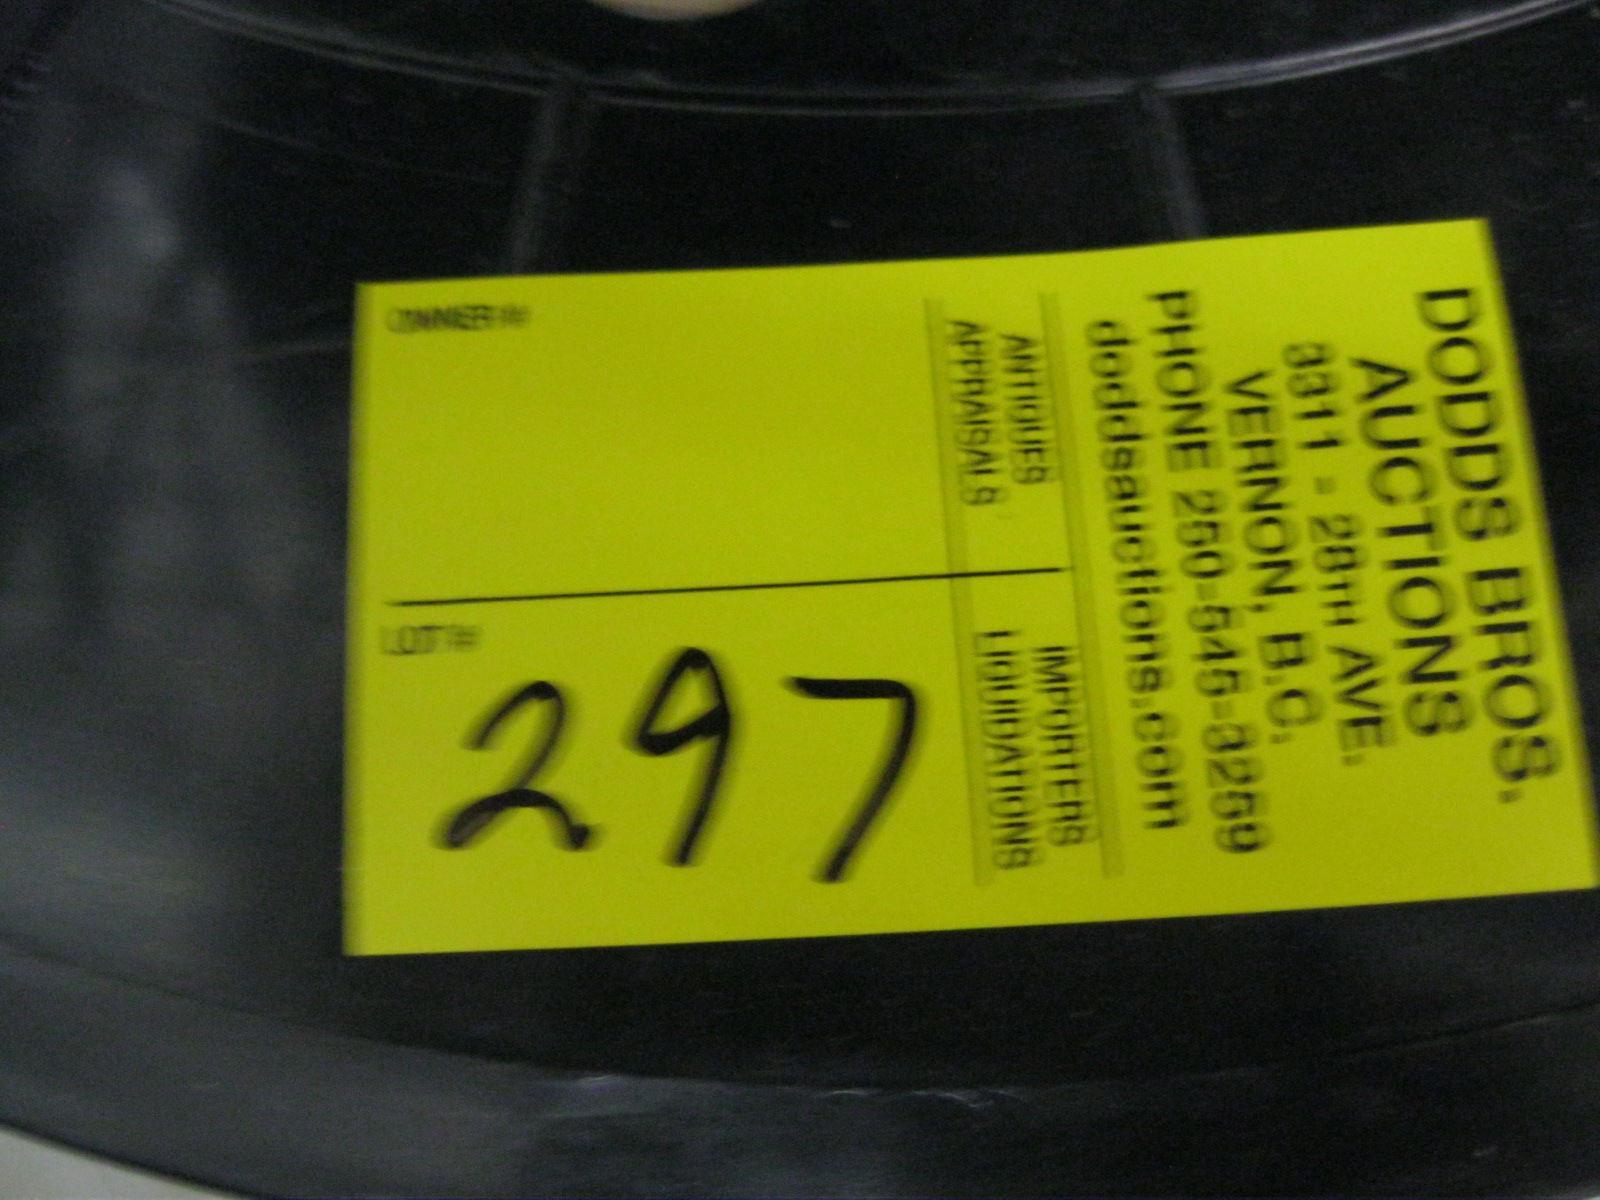 DODDS BROS.
AUCTIONS
3311 - 28TH AVE.
VERNON, B.C.
PHONE 250-545-3259
doddsauctions.com
ANTIQUES IMPORTERS
APPRAISALS LIQUIDATIONS
OWNER #
LOT #
297